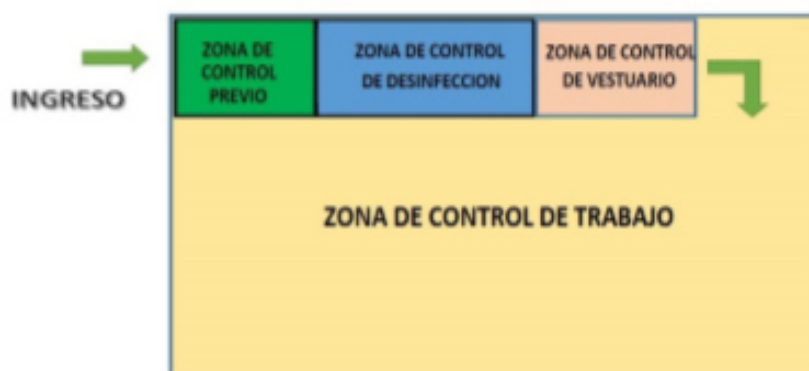 INGRESO
ZONA DE
CONTROL
PREVIO
ZONA DE CONTROL
DE DESINFECCION
ZONA DE CONTROL
DE VESTUARIO
ZONA DE CONTROL DE TRABAJO